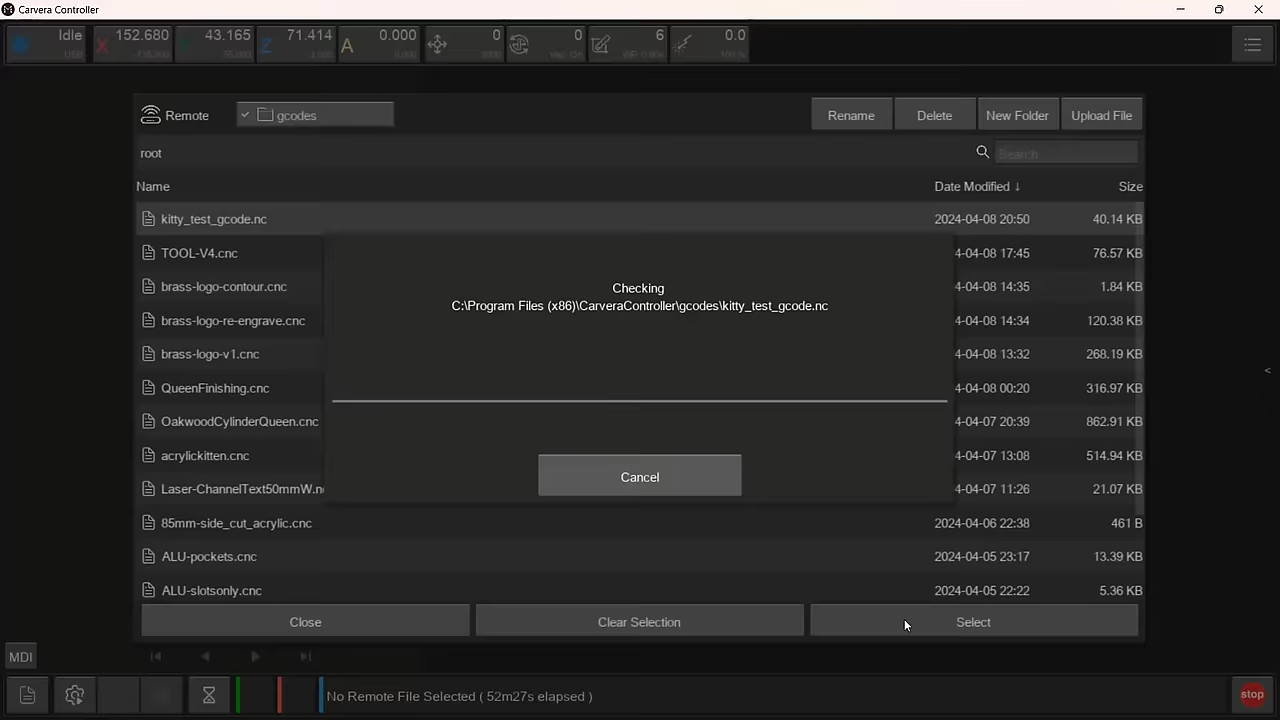 Carvera Controller
Idle 152.680 43.165 71.414 A 0.000 0 0 6 0.0
Remote gcodes Rename Delete New Folder Upload File
root Search
Name Date Modified ↓ Size
kitty_test_gcode.nc 2024-04-08 20:50 40.14 KB
TOOL-V4.cnc 4-04-08 17:45 76.57 KB
brass-logo-contour.cnc 4-04-08 14:35 1.84 KB
brass-logo-re-engrave.cnc 4-04-08 14:34 120.38 KB
brass-logo-v1.cnc 4-04-08 13:32 268.19 KB
QueenFinishing.cnc 4-04-08 00:20 316.97 KB
OakwoodCylinderQueen.cnc 4-04-07 20:39 862.91 KB
acrylickitten.cnc 4-04-07 13:08 514.94 KB
Laser-ChannelText50mmW.n 4-04-07 11:26 21.07 KB
85mm-side_cut_acrylic.cnc 2024-04-06 22:38 461 B
ALU-pockets.cnc 2024-04-05 23:17 13.39 KB
ALU-slotsonly.cnc 2024-04-05 22:22 5.36 KB
Checking
C:\Program Files (x86)\CarveraController\gcodes\kitty_test_gcode.nc
Cancel
Close Clear Selection Select
MDI
No Remote File Selected ( 52m27s elapsed ) stop